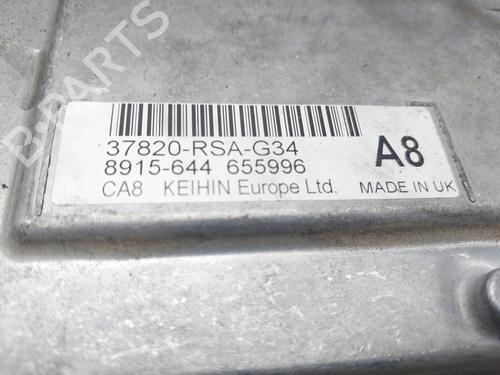 B-PARTS
37820-RSA-G34
8915-644 655996
A8
CA8 KEIHIN Europe Ltd. MADE IN UK